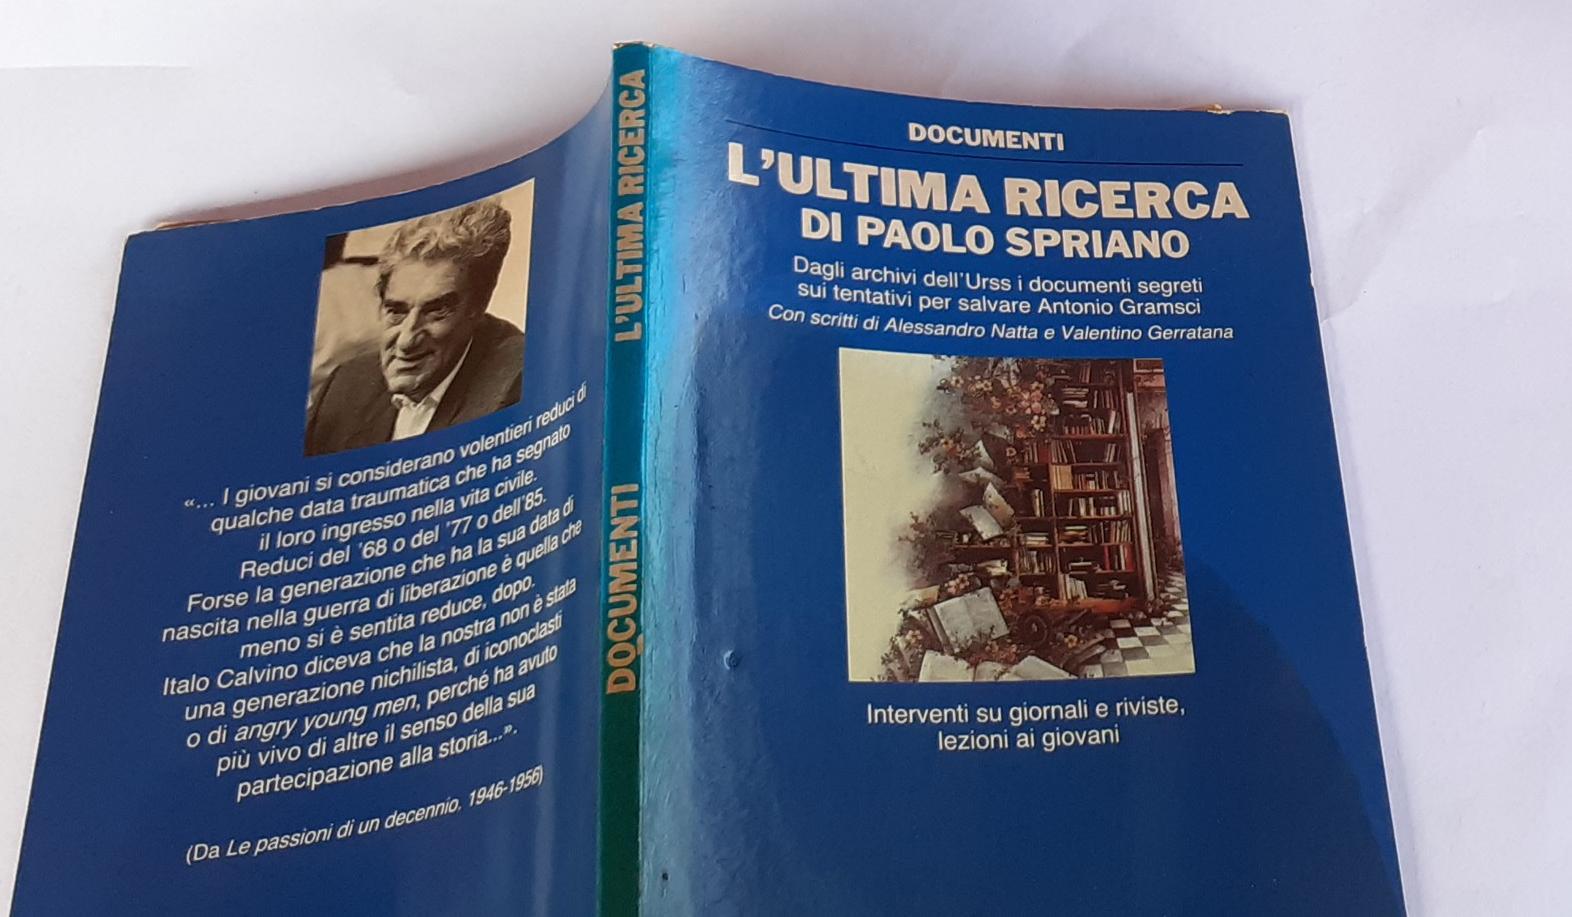 «... I giovani si considerano volentieri reduci di
qualche data traumatica che ha segnato
il loro ingresso nella vita civile.
Reduci del '68 o del '77 o dell'85.
Forse la generazione che ha la sua data di
nascita nella guerra di liberazione è quella che
meno si è sentita reduce, dopo.
Italo Calvino diceva che la nostra non è stata
una generazione nichilista, di iconoclasti
o di angry young men, perché ha avuto
più vivo di altre il senso della sua
partecipazione alla storia...».
(Da Le passioni di un decennio. 1946-1956)
L'ULTIMA RICERCA
DOCUMENTI
DOCUMENTI
L'ULTIMA RICERCA
DI PAOLO SPRIANO
Dagli archivi dell'Urss i documenti segreti
sui tentativi per salvare Antonio Gramsci
Con scritti di Alessandro Natta e Valentino Gerratana
Interventi su giornali e riviste,
lezioni ai giovani